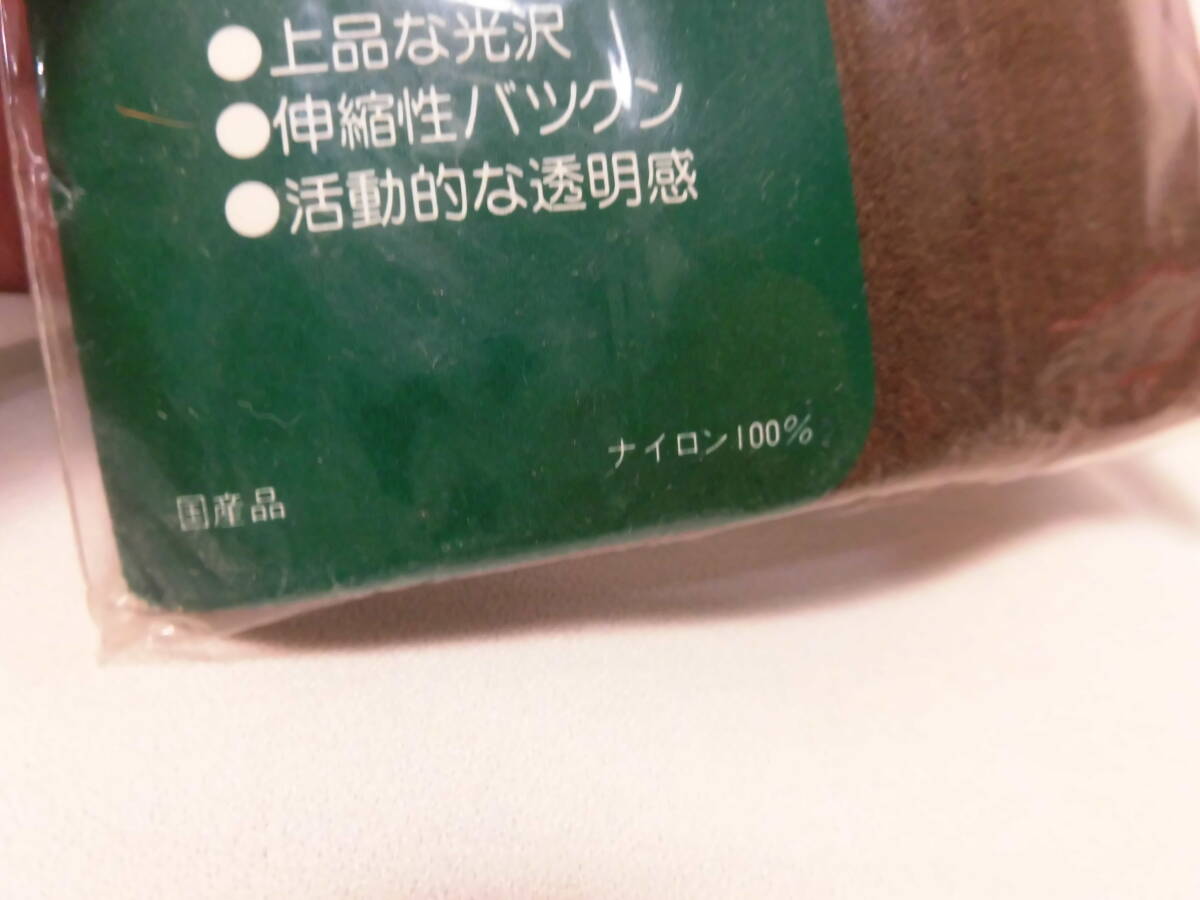 ●上品な光沢
●伸縮性バツグン
●活動的な透明感
ナイロン100%
国産品